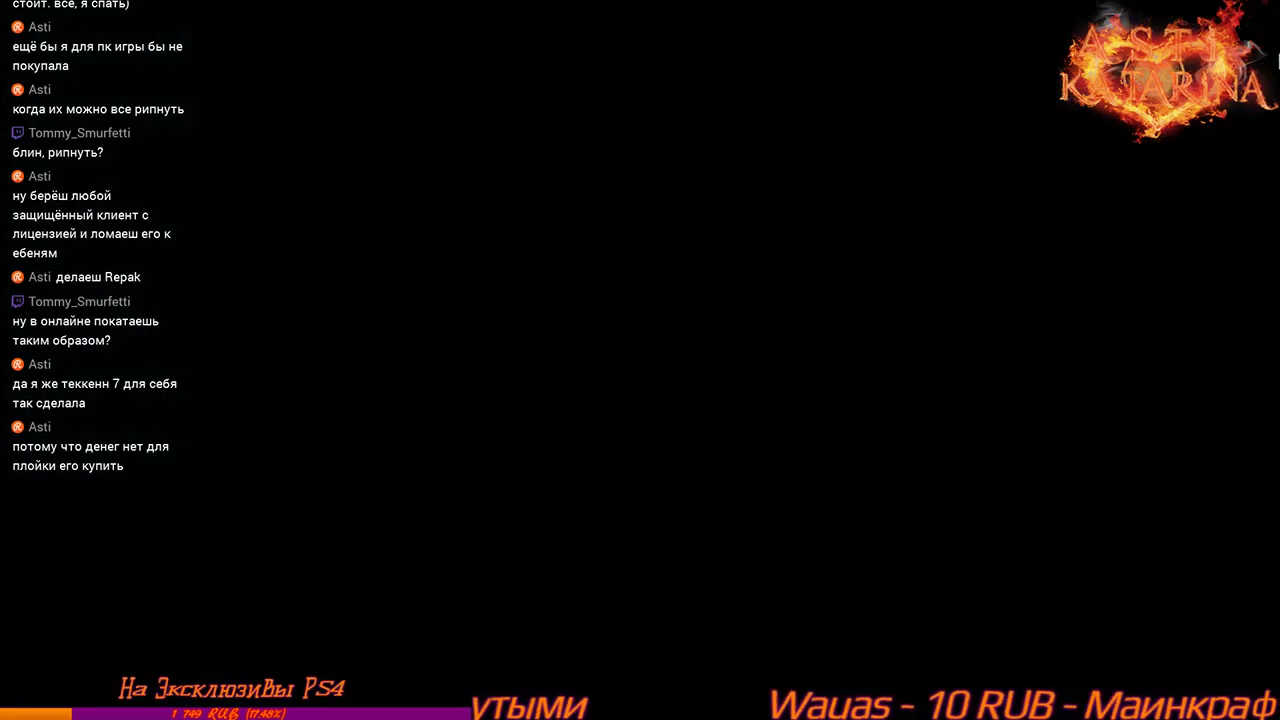 стоит. все, я спать)
Asti
ещё бы я для пк игры бы не
покупала
Asti
когда их можно все рипнуть
Tommy_Smurfetti
блин, рипнуть?
Asti
ну берёш любой
защищённый клиент с
лицензией и ломаеш его к
ебеням
Asti делаеш Repak
Tommy_Smurfetti
ну в онлайне покатаешь
таким образом?
Asti
да я же теккенн 7 для себя
так сделала
Asti
потому что денег нет для
плойки его купить
ASTI
KATARINA
На Эксклюзивы PS4
1 749 RUB (17.48%)
утыми
Wauas - 10 RUB - Маинкраф